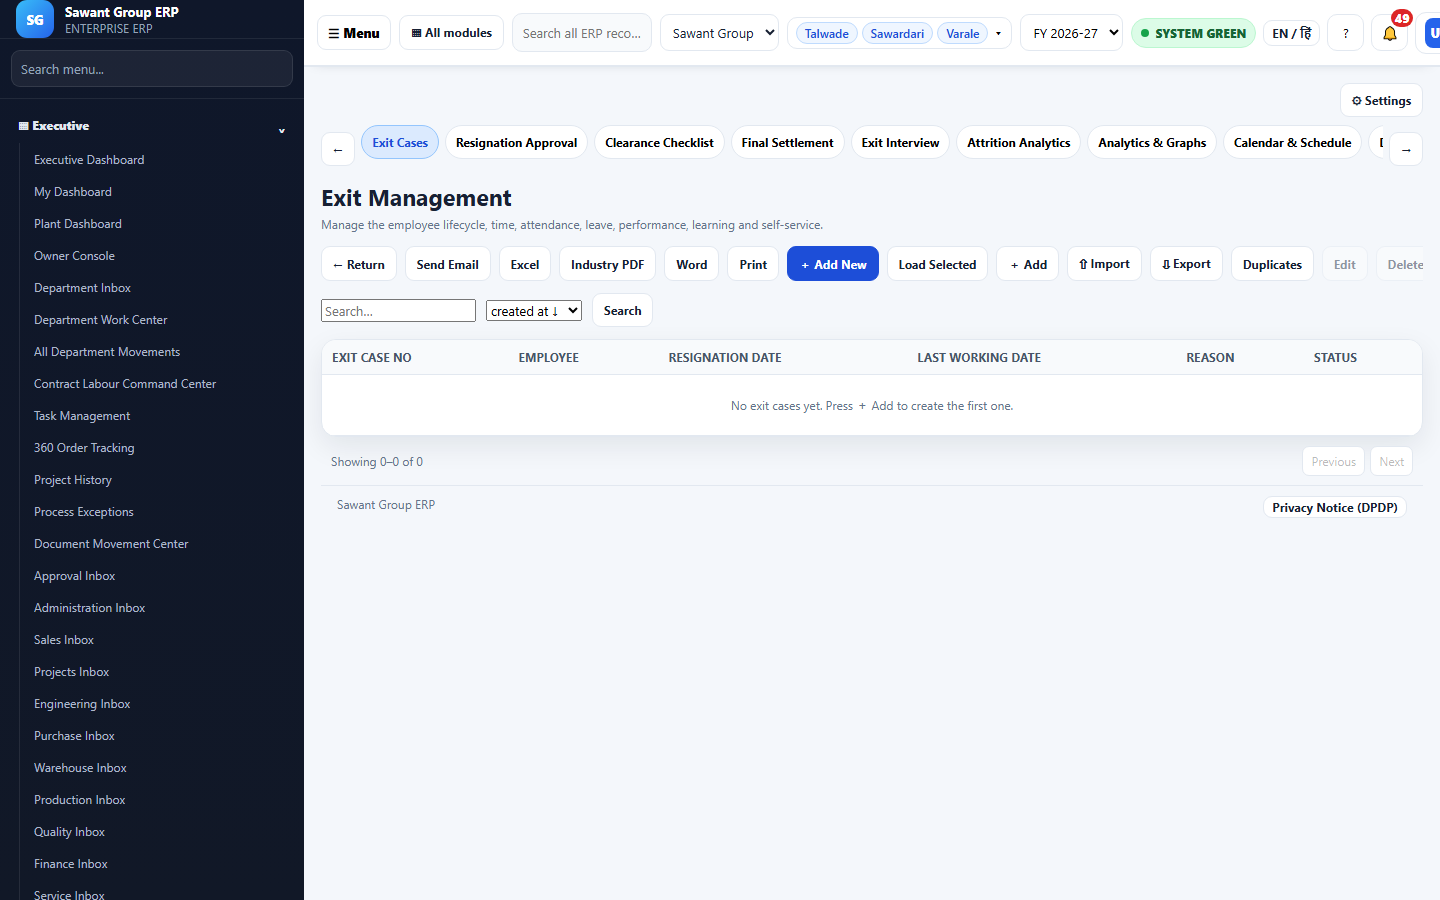 SG
Sawant Group ERP
ENTERPRISE ERP
☰ Menu
All modules
Search all ERP reco...
Sawant Group
Talwade
Sawardari
Varale
FY 2026-27
SYSTEM GREEN
EN / हिं
?
49
U
Search menu...
Executive
Executive Dashboard
My Dashboard
Plant Dashboard
Owner Console
Department Inbox
Department Work Center
All Department Movements
Contract Labour Command Center
Task Management
360 Order Tracking
Project History
Process Exceptions
Document Movement Center
Approval Inbox
Administration Inbox
Sales Inbox
Projects Inbox
Engineering Inbox
Purchase Inbox
Warehouse Inbox
Production Inbox
Quality Inbox
Finance Inbox
Service Inbox
⚙ Settings
←
Exit Cases
Resignation Approval
Clearance Checklist
Final Settlement
Exit Interview
Attrition Analytics
Analytics & Graphs
Calendar & Schedule
→
Exit Management
Manage the employee lifecycle, time, attendance, leave, performance, learning and self-service.
← Return
Send Email
Excel
Industry PDF
Word
Print
+ Add New
Load Selected
+ Add
⇧ Import
⇩ Export
Duplicates
Edit
Delete
Search...
created at ↓
Search
EXIT CASE NO
EMPLOYEE
RESIGNATION DATE
LAST WORKING DATE
REASON
STATUS
No exit cases yet. Press + Add to create the first one.
Showing 0–0 of 0
Previous
Next
Sawant Group ERP
Privacy Notice (DPDP)